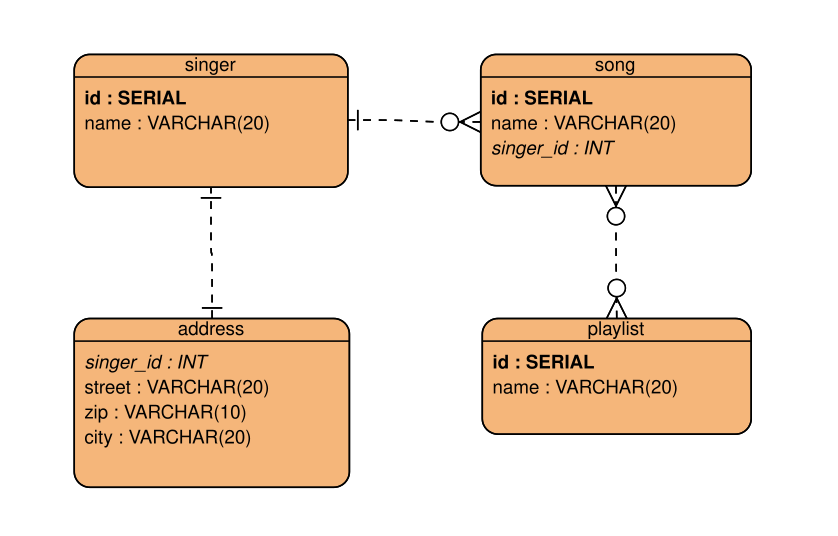 singer
id : SERIAL
name : VARCHAR(20)
song
id : SERIAL
name : VARCHAR(20)
singer_id : INT
address
singer_id : INT
street : VARCHAR(20)
zip : VARCHAR(10)
city : VARCHAR(20)
playlist
id : SERIAL
name : VARCHAR(20)